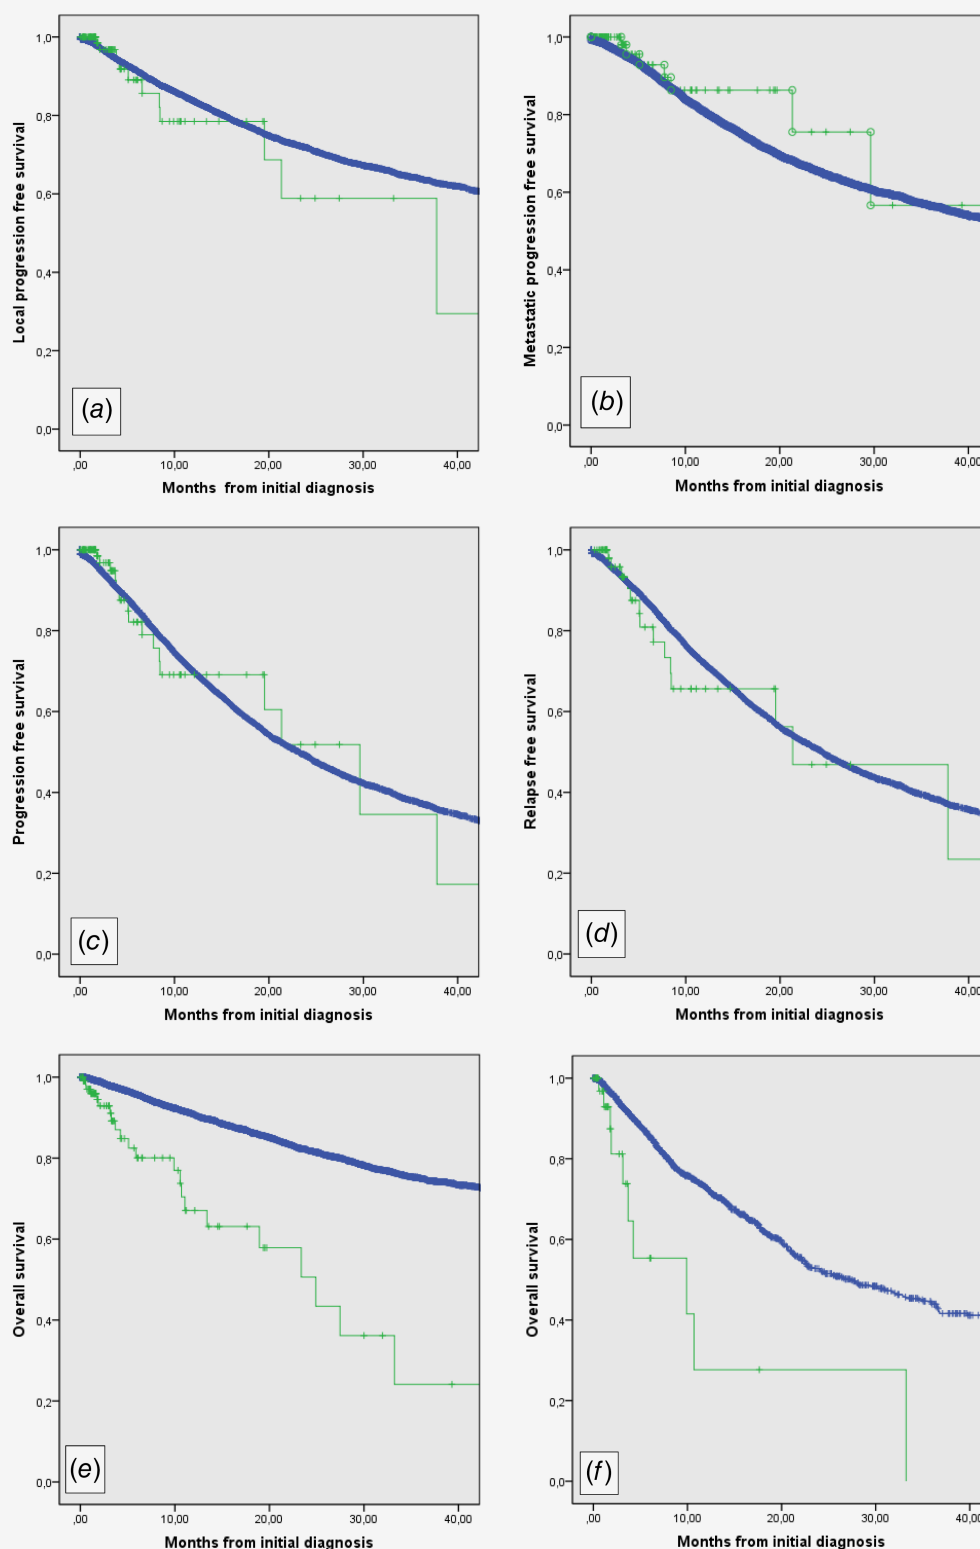 1,0
0,8
0,6
0,4
0,2
0,0
Local progression free survival
(a)
,00 10,00 20,00 30,00 40,00
Months from initial diagnosis
1,0
0,8
0,6
0,4
0,2
0,0
Metastatic progression free survival
(b)
,00 10,00 20,00 30,00 40,00
Months from initial diagnosis
1,0
0,8
0,6
0,4
0,2
0,0
Progression free survival
(c)
,00 10,00 20,00 30,00 40,00
Months from initial diagnosis
1,0
0,8
0,6
0,4
0,2
0,0
Relapse free survival
(d)
,00 10,00 20,00 30,00 40,00
Months from initial diagnosis
1,0
0,8
0,6
0,4
0,2
0,0
Overall survival
(e)
,00 10,00 20,00 30,00 40,00
Months from initial diagnosis
1,0
0,8
0,6
0,4
0,2
0,0
Overall survival
(f)
,00 10,00 20,00 30,00 40,00
Months from initial diagnosis